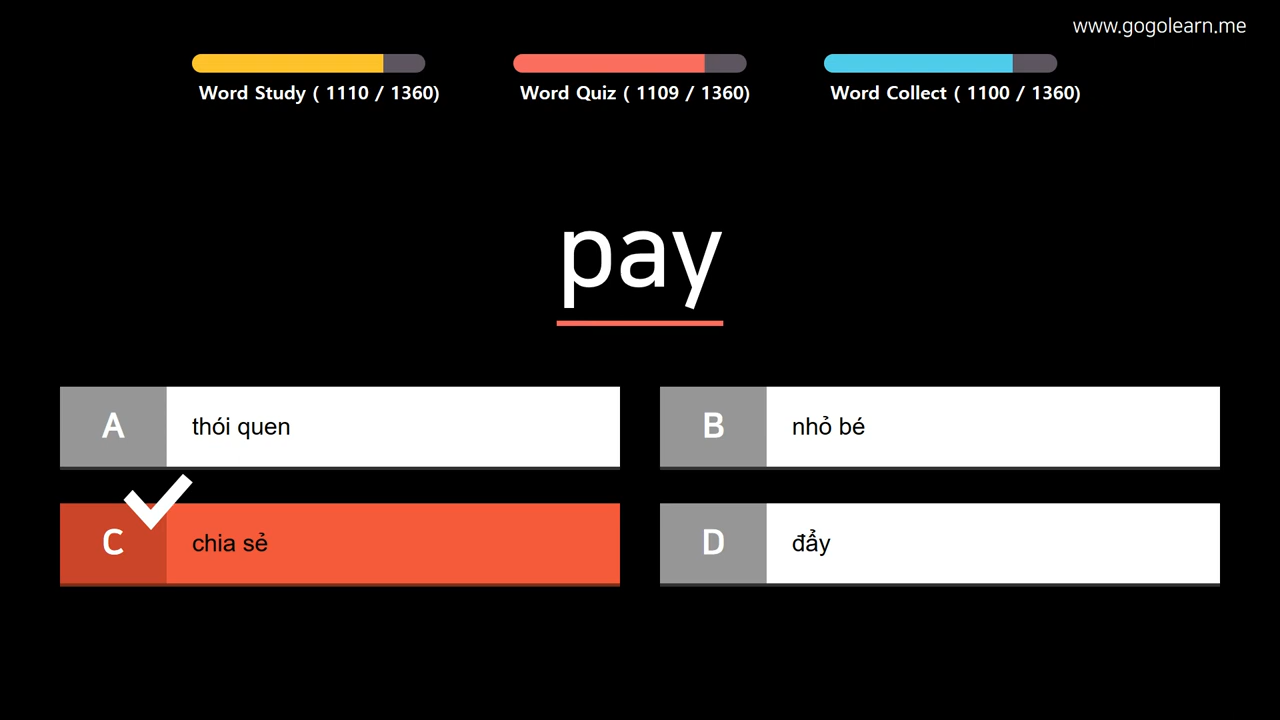 www.gogolearn.me
Word Study ( 1110 / 1360)
Word Quiz ( 1109 / 1360)
Word Collect ( 1100 / 1360)
pay
A thói quen
B nhỏ bé
C chia sẻ
D đẩy